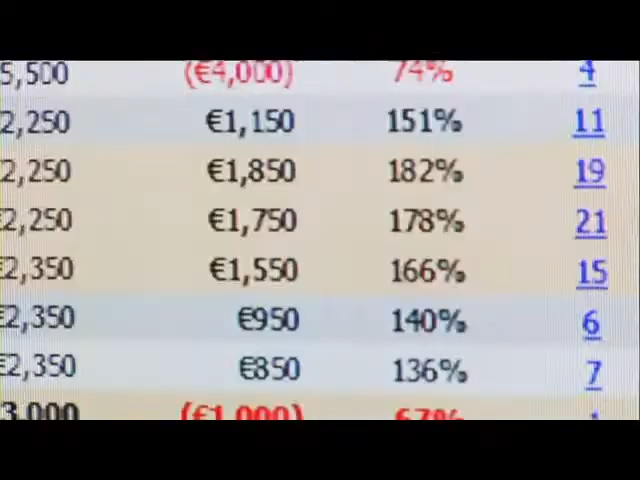 5,500 (€4,000) 74% 4
2,250 €1,150 151% 11
2,250 €1,850 182% 19
2,250 €1,750 178% 21
€2,350 €1,550 166% 15
€2,350 €950 140% 6
€2,350 €850 136% 7
3,000 (€1,000) 67%